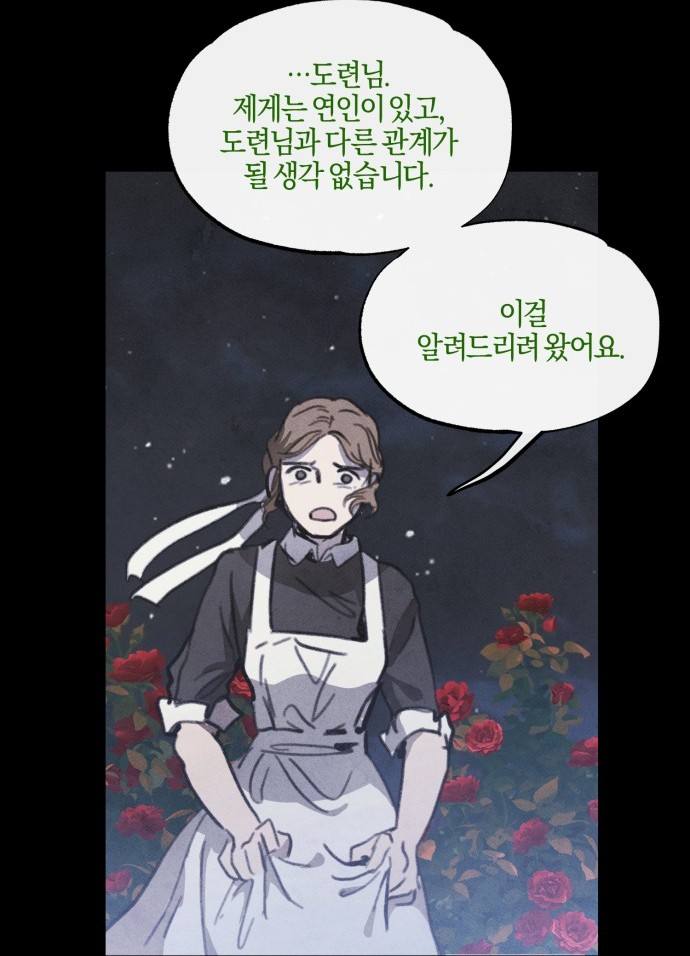 …도련님.
제게는 연인이 있고,
도련님과 다른 관계가
될 생각 없습니다.
이걸
알려드리려 왔어요.